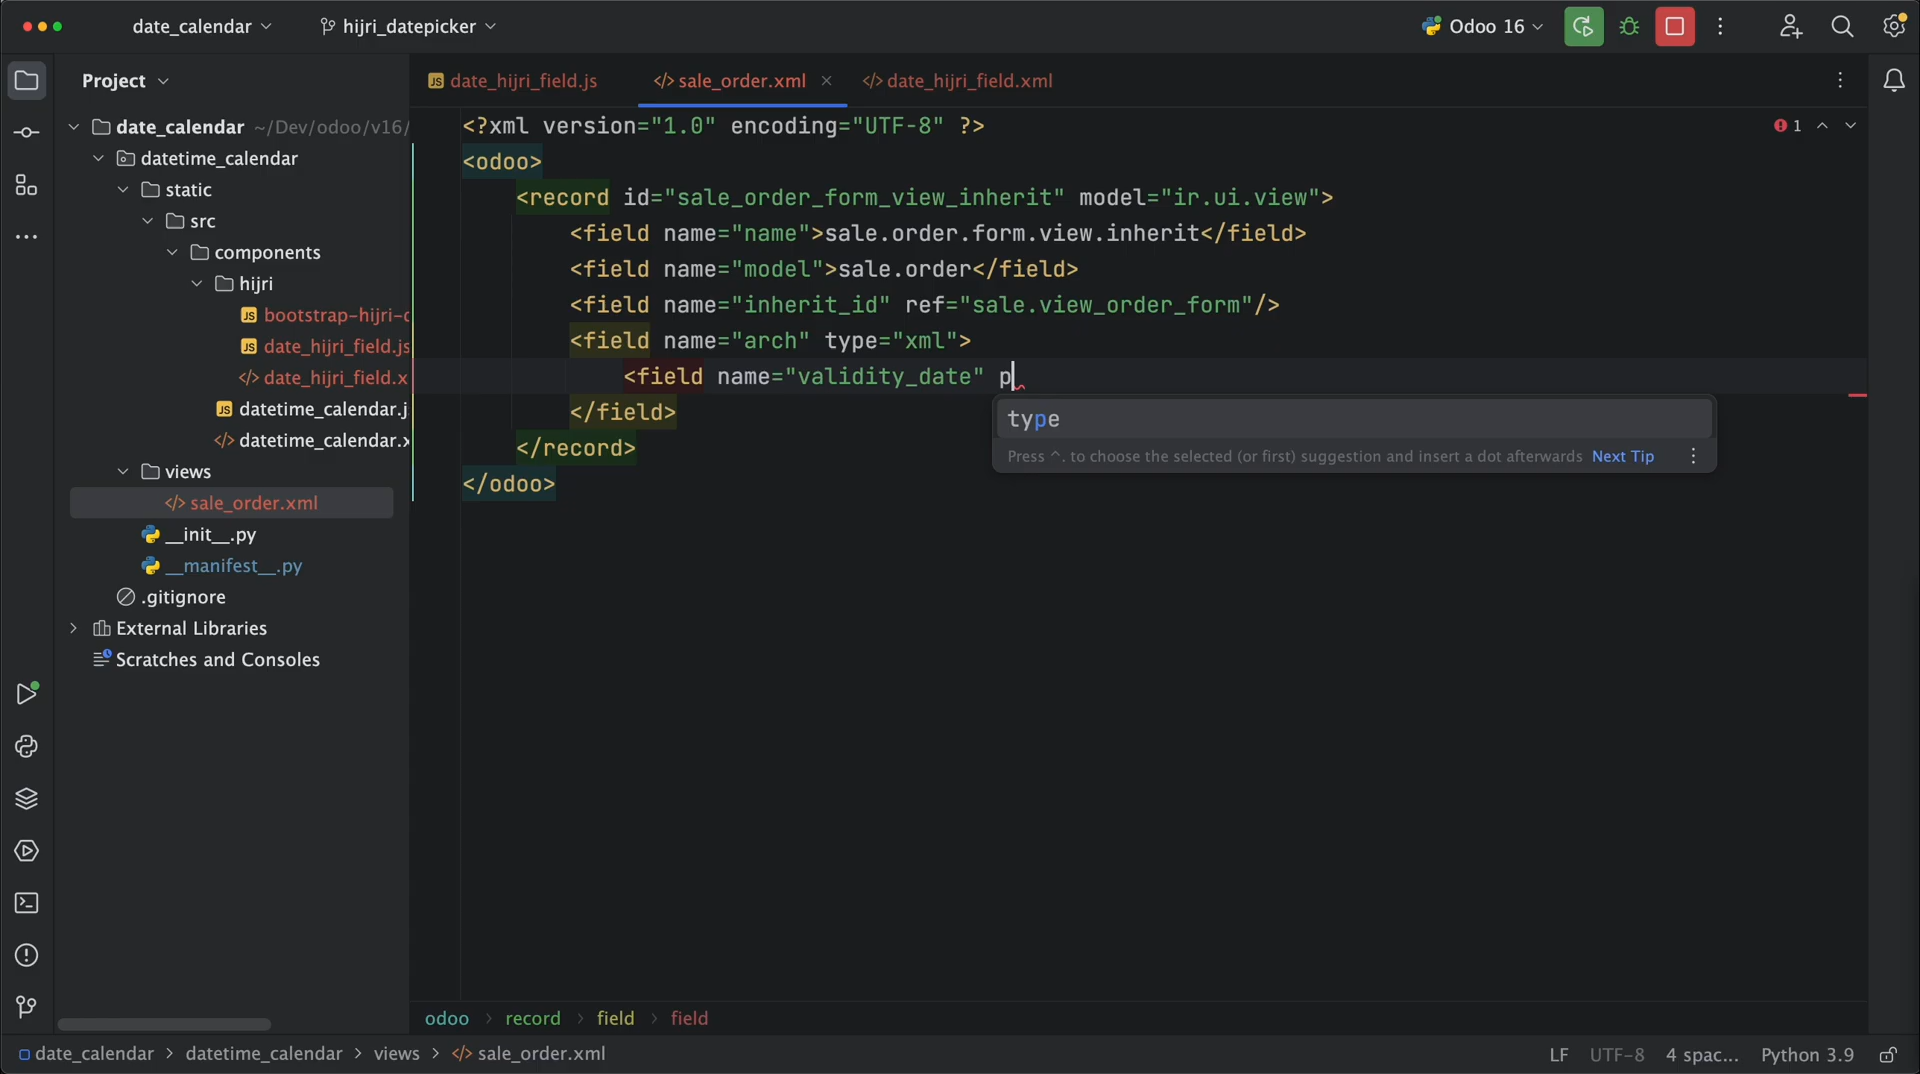 date_calendar
hijri_datepicker
Odoo 16
Project
date_hijri_field.js
sale_order.xml
date_hijri_field.xml
date_calendar ~/Dev/odoo/v16/
datetime_calendar
static
src
components
hijri
bootstrap-hijri-
date_hijri_field.js
date_hijri_field.x
datetime_calendar.j
datetime_calendar.x
views
sale_order.xml
__init__.py
__manifest__.py
.gitignore
External Libraries
Scratches and Consoles
<?xml version="1.0" encoding="UTF-8" ?>
1
<odoo>
<record id="sale_order_form_view_inherit" model="ir.ui.view">
<field name="name">sale.order.form.view.inherit</field>
<field name="model">sale.order</field>
<field name="inherit_id" ref="sale.view_order_form"/>
<field name="arch" type="xml">
<field name="validity_date" p
</field>
</record>
</odoo>
type
Press ^. to choose the selected (or first) suggestion and insert a dot afterwards Next Tip
odoo > record > field > field
date_calendar > datetime_calendar > views > </> sale_order.xml
LF UTF-8 4 spac... Python 3.9